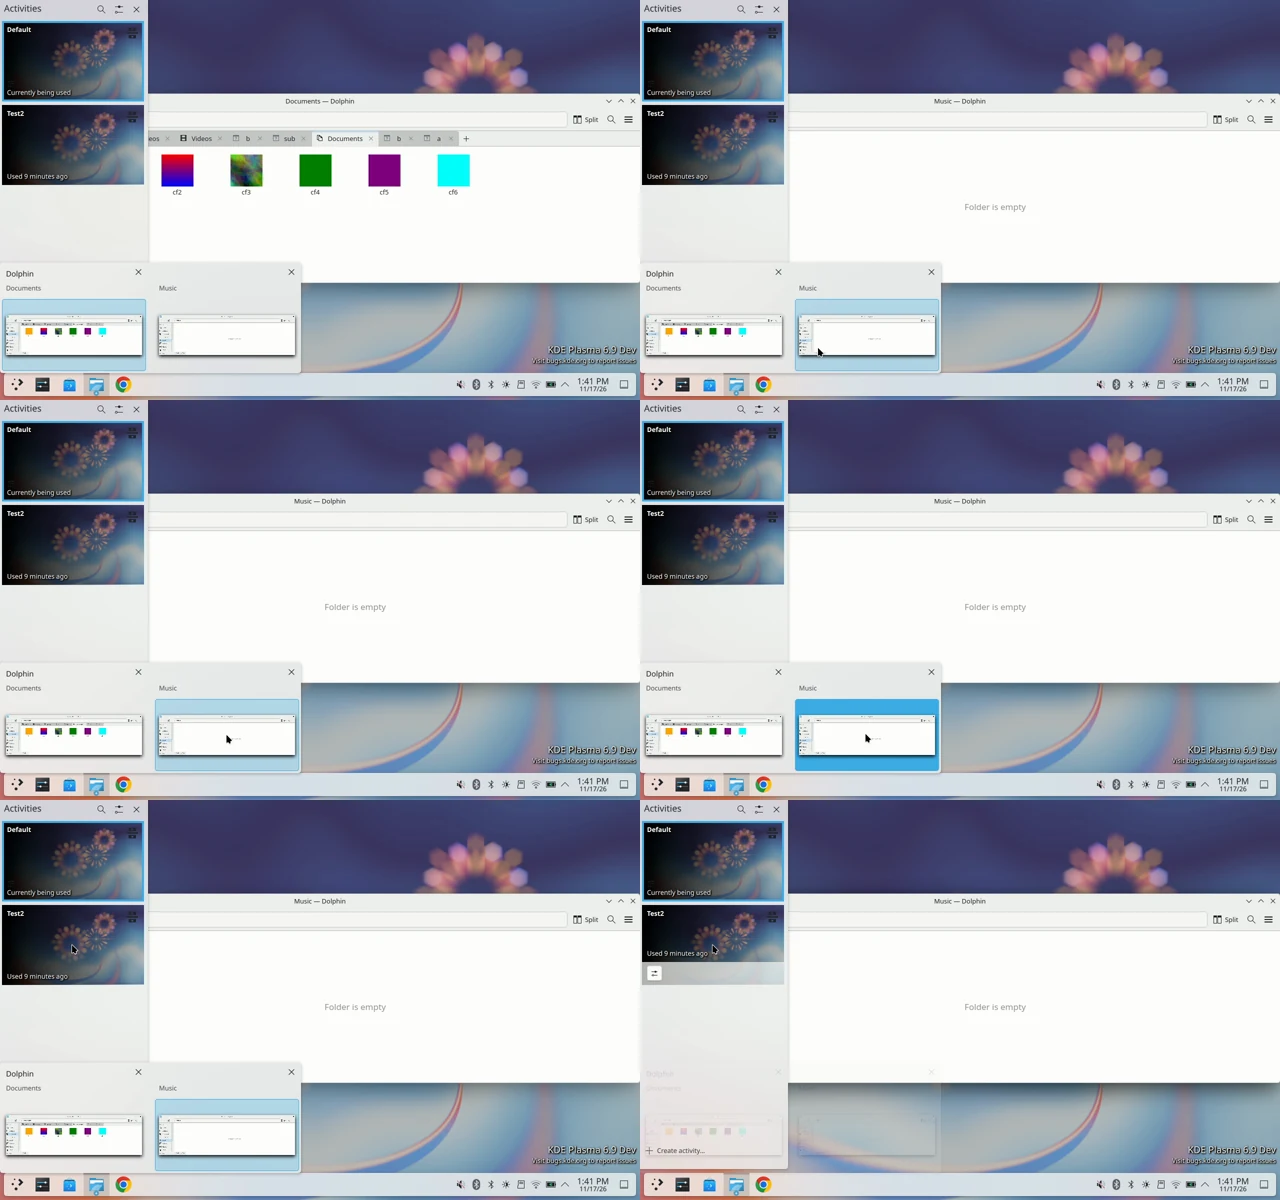 Activities
Default
Currently being used
Test2
Used 9 minutes ago
Documents — Dolphin
Split
eos Videos b sub Documents b a
cf2 cf3 cf4 cf5 cf6
Dolphin
Documents Music
KDE Plasma 6.9 Dev
Visit bugs.kde.org to report issues
1:41 PM
11/17/26
Activities
Default
Currently being used
Test2
Used 9 minutes ago
Music — Dolphin
Split
Folder is empty
Dolphin
Documents Music
KDE Plasma 6.9 Dev
Visit bugs.kde.org to report issues
1:41 PM
11/17/26
Activities
Default
Currently being used
Test2
Used 9 minutes ago
Music — Dolphin
Split
Folder is empty
Dolphin
Documents Music
KDE Plasma 6.9 Dev
Visit bugs.kde.org to report issues
1:41 PM
11/17/26
Activities
Default
Currently being used
Test2
Used 9 minutes ago
Music — Dolphin
Split
Folder is empty
Dolphin
Documents Music
KDE Plasma 6.9 Dev
Visit bugs.kde.org to report issues
1:41 PM
11/17/26
Activities
Default
Currently being used
Test2
Used 9 minutes ago
Music — Dolphin
Split
Folder is empty
Dolphin
Documents Music
KDE Plasma 6.9 Dev
Visit bugs.kde.org to report issues
1:41 PM
11/17/26
Activities
Default
Currently being used
Test2
Used 9 minutes ago
Music — Dolphin
Split
Folder is empty
Dolphin
Documents
Create activity...
KDE Plasma 6.9 Dev
Visit bugs.kde.org to report issues
1:41 PM
11/17/26